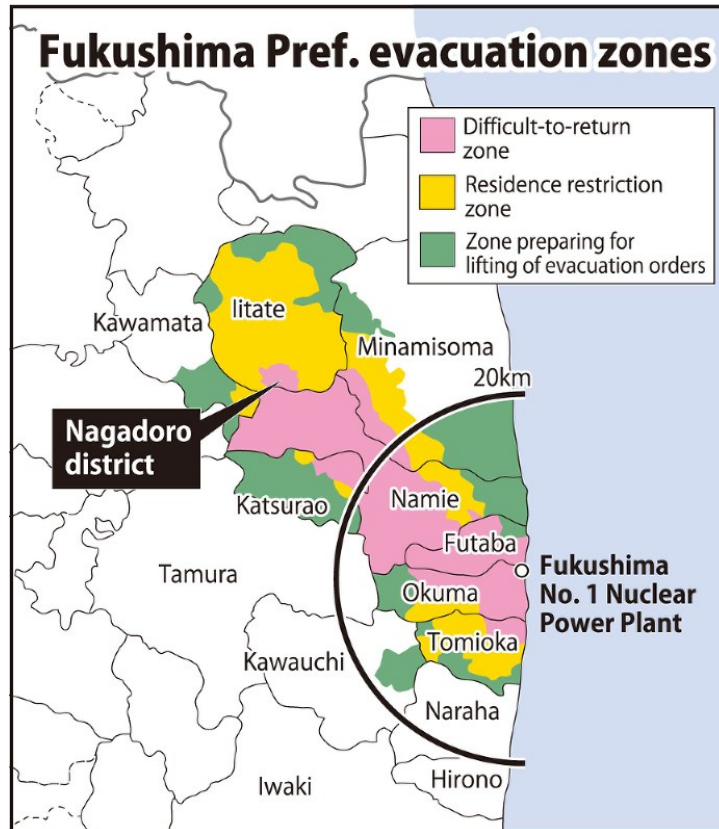 Fukushima Pref. evacuation zones
Difficult-to-return
zone
Residence restriction
zone
Zone preparing for
lifting of evacuation orders
Iitate
Kawamata
Minamisoma
20km
Nagadoro
district
Namie
Katsurao
Futaba
Tamura
Okuma
Fukushima
No. 1 Nuclear
Power Plant
Tomioka
Kawauchi
Naraha
Iwaki
Hirono